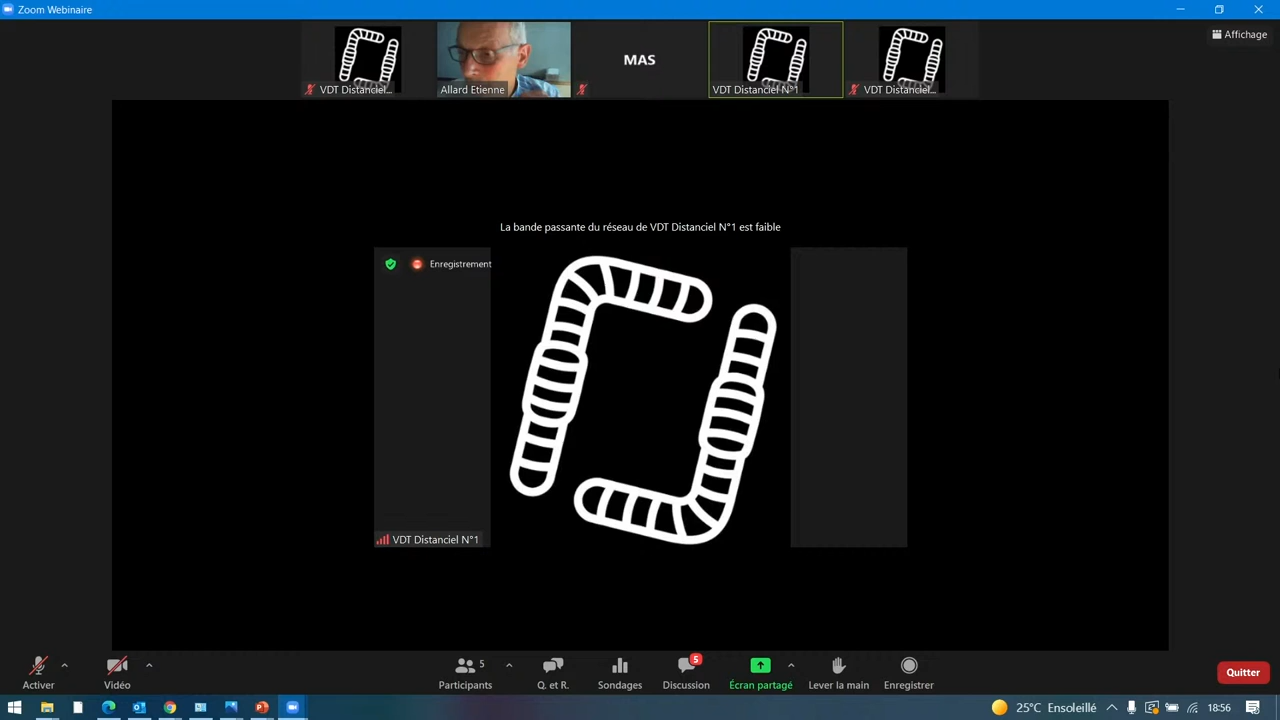 Zoom Webinaire
Affichage
VDT Distanciel...
Allard Etienne
MAS
VDT Distanciel N°1
VDT Distanciel...
La bande passante du réseau de VDT Distanciel N°1 est faible
Enregistrement
VDT Distanciel N°1
Activer
Vidéo
5
Participants
Q. et R.
Sondages
5
Discussion
Écran partagé
Lever la main
Enregistrer
Quitter
25°C Ensoleillé
18:56